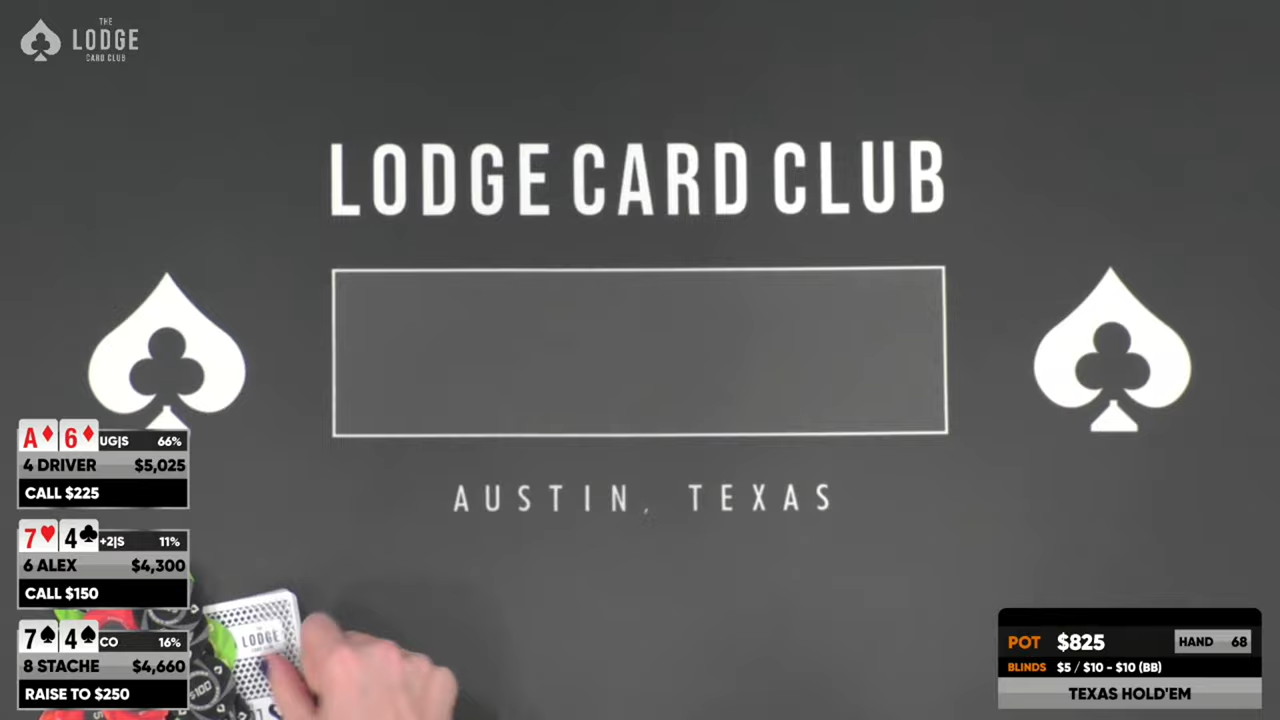 THE
LODGE
CARD CLUB
LODGE CARD CLUB
AUSTIN, TEXAS
A♦ 6♦ UG|S 66%
4 DRIVER $5,025
CALL $225
7♥ 4♣ +2|S 11%
6 ALEX $4,300
CALL $150
7♠ 4♠ CO 16%
8 STACHE $4,660
RAISE TO $250
LODGE
$100
POT $825 HAND 68
BLINDS $5 / $10 - $10 (BB)
TEXAS HOLD'EM